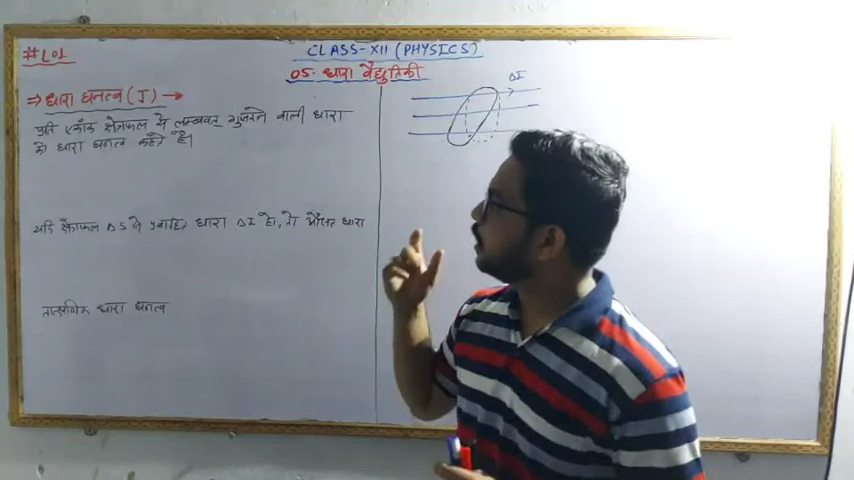 #L01
CLASS-XII (PHYSICS)
05. धारा वैद्युतिकी
⇒ धारा घनत्व (J) →
प्रति एकाँक क्षेत्रफल से लम्बवत् गुजरने वाली धारा
को धारा घनत्व कहते है।
ΔI
यदि क्षेत्रफल ΔS से प्रवाहित धारा ΔI हो, तो औसत धारा
तात्क्षणिक धारा घनत्व